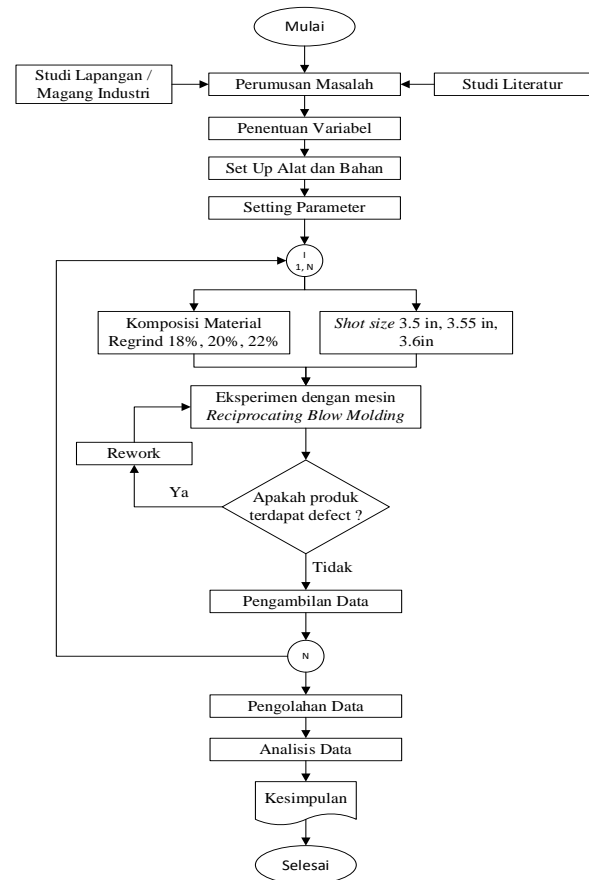 Mulai
Studi Lapangan /
Magang Industri
Perumusan Masalah
Studi Literatur
Penentuan Variabel
Set Up Alat dan Bahan
Setting Parameter
I
1, N
Komposisi Material
Regrind 18%, 20%, 22%
Shot size 3.5 in, 3.55 in,
3.6in
Eksperimen dengan mesin
Reciprocating Blow Molding
Rework
Ya
Apakah produk
terdapat defect ?
Tidak
Pengambilan Data
N
Pengolahan Data
Analisis Data
Kesimpulan
Selesai